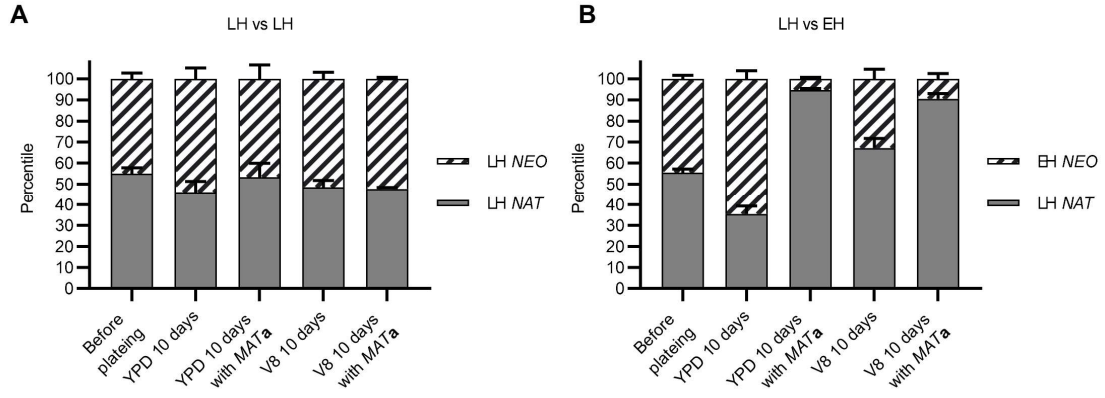 A
LH vs LH
Percentile
100
90
80
70
60
50
40
30
20
10
0
Before
plateing
YPD 10 days
YPD 10 days
with MATa
V8 10 days
V8 10 days
with MATa
LH NEO
LH NAT
B
LH vs EH
Percentile
100
90
80
70
60
50
40
30
20
10
0
Before
plateing
YPD 10 days
YPD 10 days
with MATa
V8 10 days
V8 10 days
with MATa
EH NEO
LH NAT